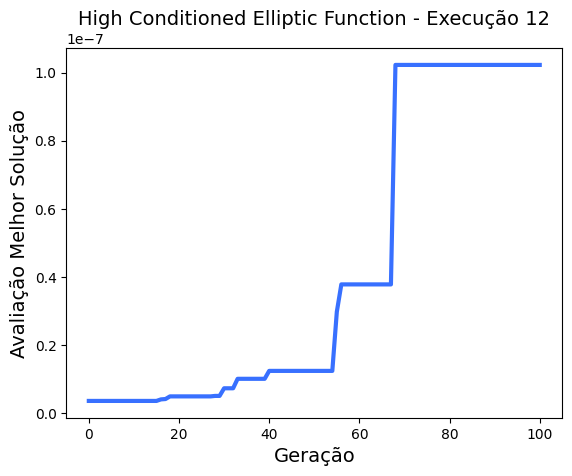 High Conditioned Elliptic Function - Execução 12
1e−7
1.0
0.8
0.6
0.4
0.2
0.0
Avaliação Melhor Solução
0 20 40 60 80 100
Geração